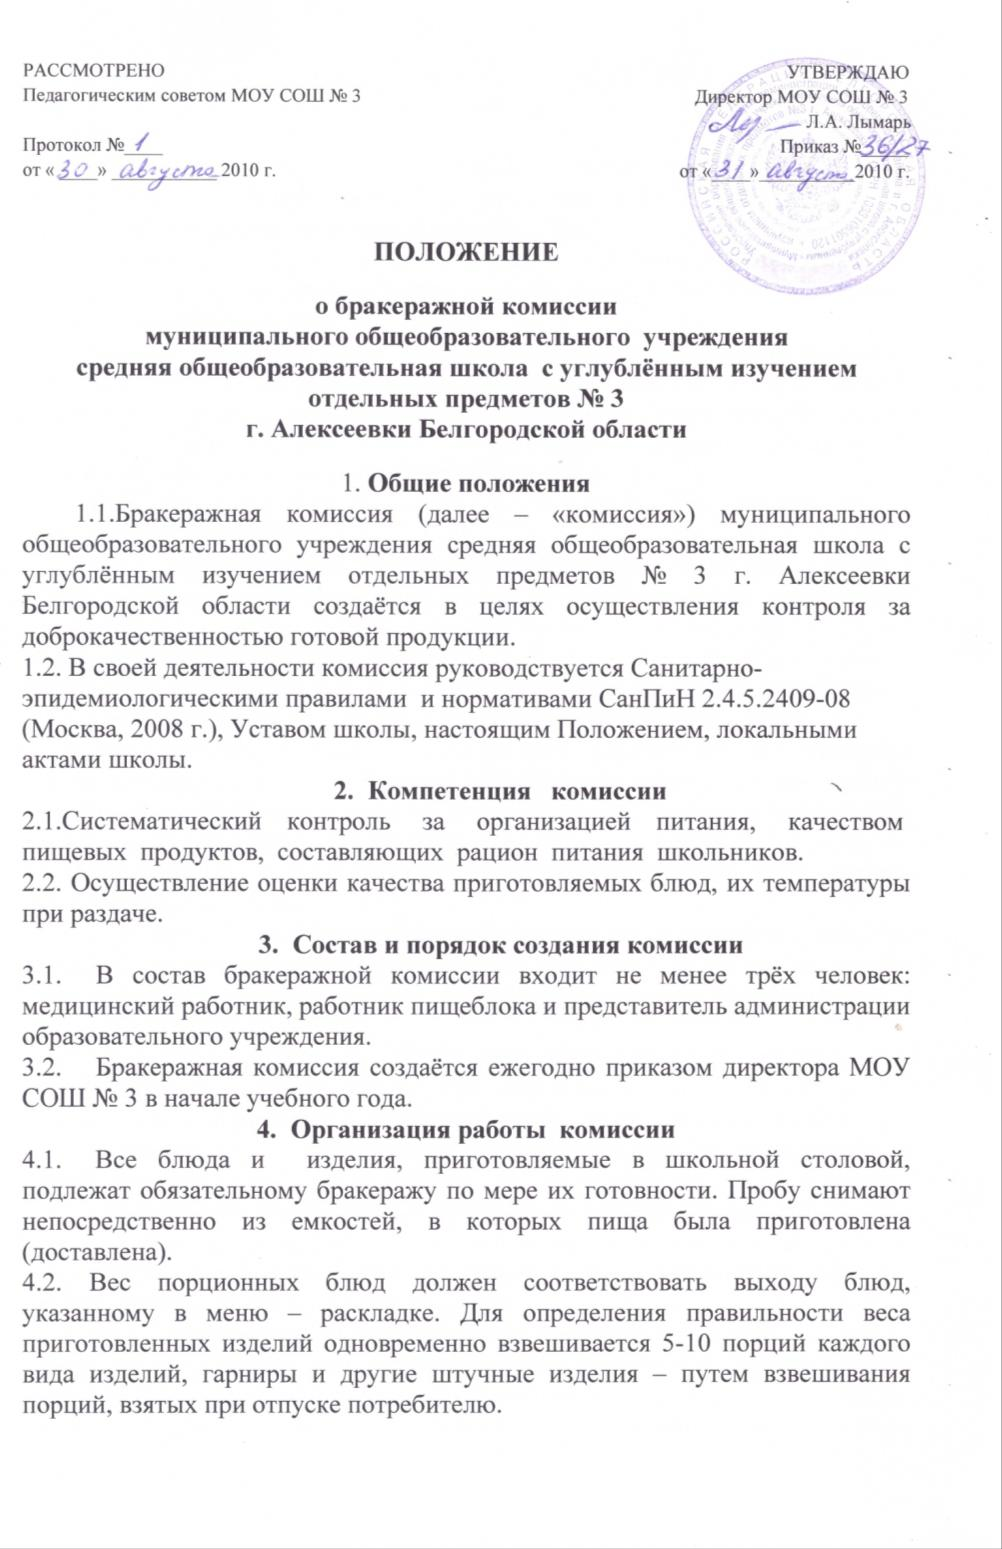 РАССМОТРЕНО
Педагогическим советом МОУ СОШ № 3
Протокол № 1
от « 30 » августа 2010 г.
УТВЕРЖДАЮ
Директор МОУ СОШ № 3
Л.А. Лымарь
Приказ № 36/27
от « 31 » августа 2010 г.
ПОЛОЖЕНИЕ
о бракеражной комиссии
муниципального общеобразовательного учреждения
средняя общеобразовательная школа с углублённым изучением
отдельных предметов № 3
г. Алексеевки Белгородской области
1. Общие положения
1.1.Бракеражная комиссия (далее – «комиссия») муниципального
общеобразовательного учреждения средняя общеобразовательная школа с
углублённым изучением отдельных предметов № 3 г. Алексеевки
Белгородской области создаётся в целях осуществления контроля за
доброкачественностью готовой продукции.
1.2. В своей деятельности комиссия руководствуется Санитарно-
эпидемиологическими правилами и нормативами СанПиН 2.4.5.2409-08
(Москва, 2008 г.), Уставом школы, настоящим Положением, локальными
актами школы.
2. Компетенция комиссии
2.1.Систематический контроль за организацией питания, качеством
пищевых продуктов, составляющих рацион питания школьников.
2.2. Осуществление оценки качества приготовляемых блюд, их температуры
при раздаче.
3. Состав и порядок создания комиссии
3.1. В состав бракеражной комиссии входит не менее трёх человек:
медицинский работник, работник пищеблока и представитель администрации
образовательного учреждения.
3.2. Бракеражная комиссия создаётся ежегодно приказом директора МОУ
СОШ № 3 в начале учебного года.
4. Организация работы комиссии
4.1. Все блюда и изделия, приготовляемые в школьной столовой,
подлежат обязательному бракеражу по мере их готовности. Пробу снимают
непосредственно из емкостей, в которых пища была приготовлена
(доставлена).
4.2. Вес порционных блюд должен соответствовать выходу блюд,
указанному в меню – раскладке. Для определения правильности веса
приготовленных изделий одновременно взвешивается 5-10 порций каждого
вида изделий, гарниры и другие штучные изделия – путем взвешивания
порций, взятых при отпуске потребителю.